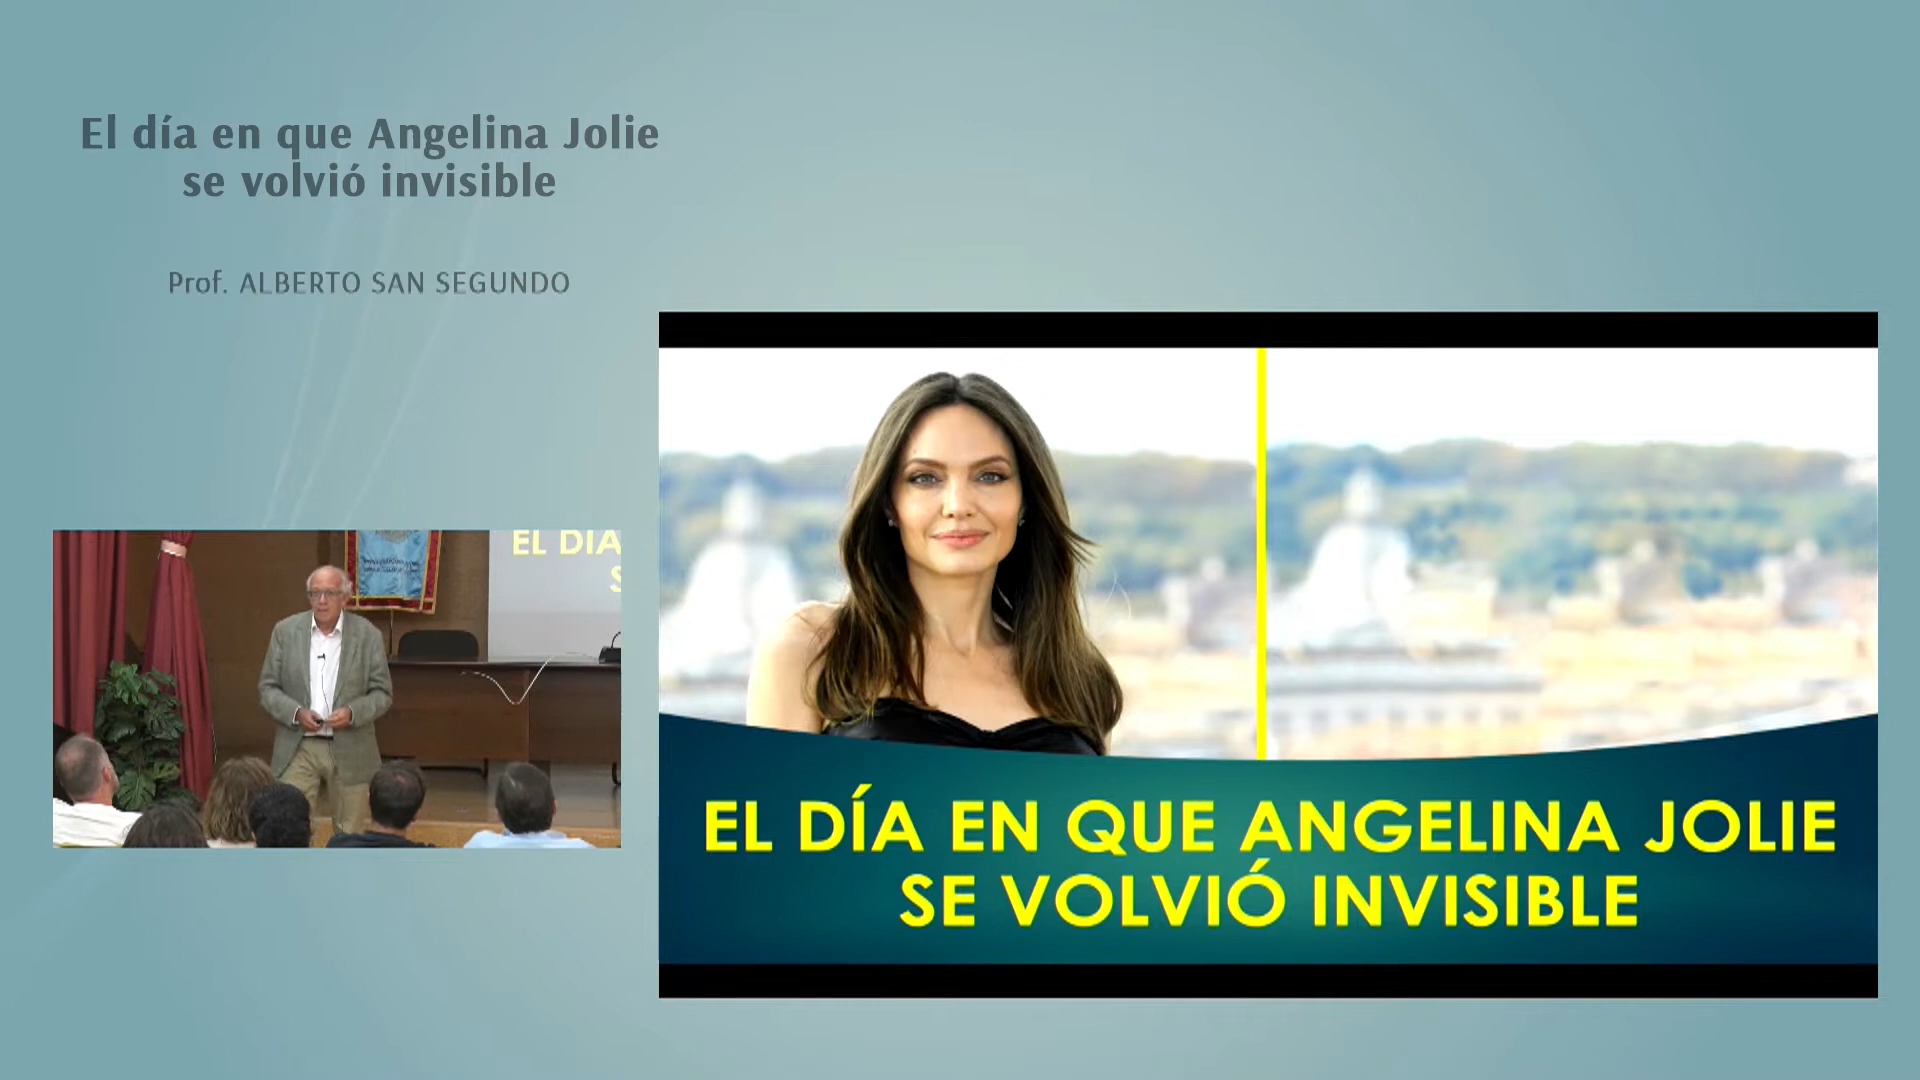 El día en que Angelina Jolie
se volvió invisible
Prof. ALBERTO SAN SEGUNDO
EL DÍA
S
EL DÍA EN QUE ANGELINA JOLIE
SE VOLVIÓ INVISIBLE